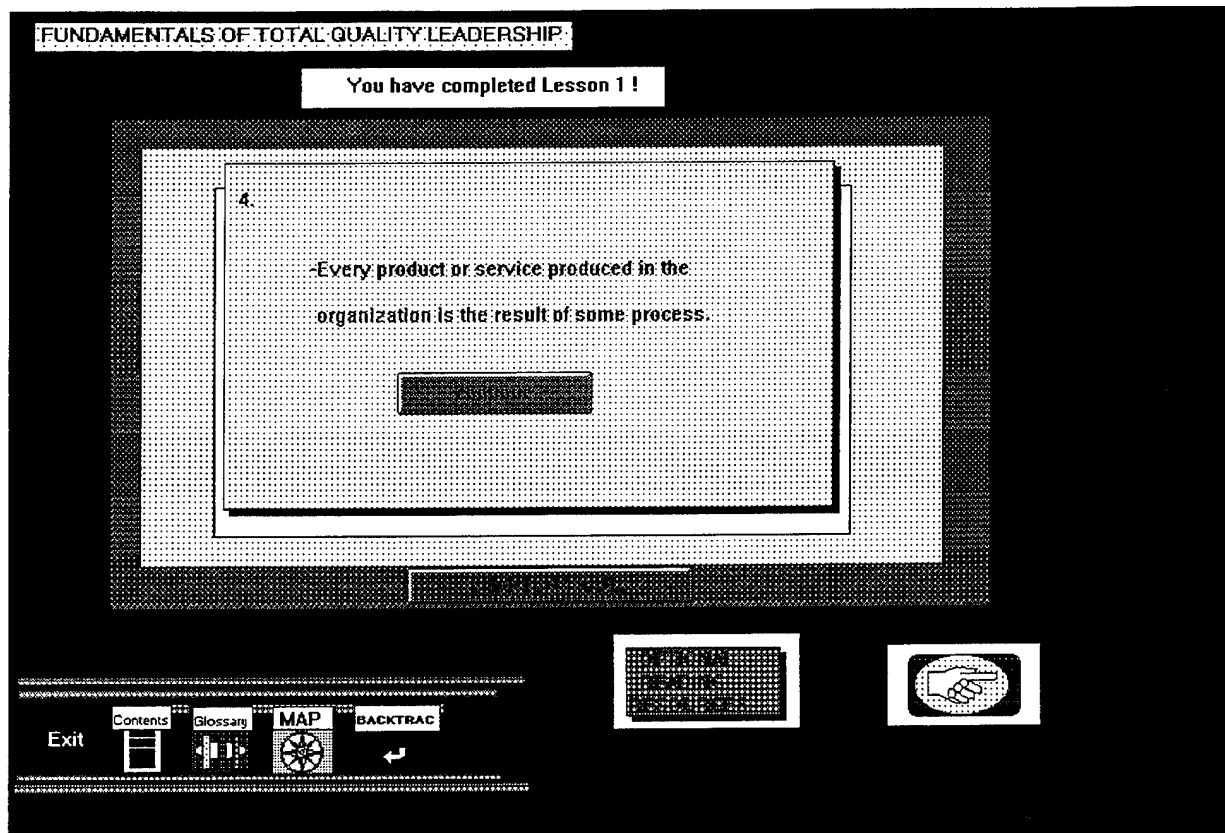 FUNDAMENTALS OF TOTAL QUALITY LEADERSHIP
You have completed Lesson 1 !
4.
-Every product or service produced in the
organization is the result of some process.
Exit
Contents
Glossary
MAP
BACKTRAC